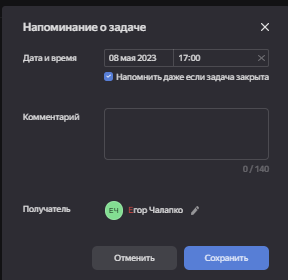 Напоминание о задаче
Дата и время
08 мая 2023 17:00
Напомнить даже если задача закрыта
Комментарий
0 / 140
Получатель
ЕЧ Егор Чалапко
Отменить Сохранить